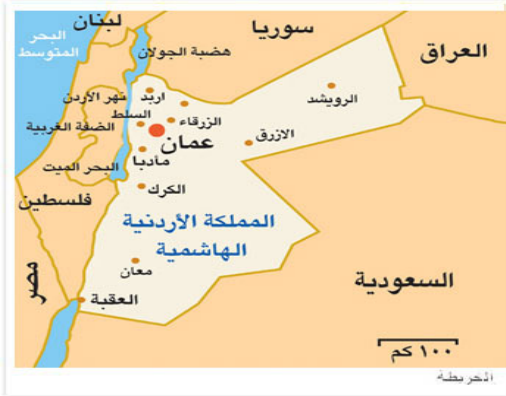 لبنان
سوريا
العراق
البحر
المتوسط
هضبة الجولان
نهر الأردن
اربد
الرويشد
السلط
الزرقاء
الضفة الغربية
عمان
الازرق
البحر الميت
مأدبا
الكرك
فلسطين
المملكة الأردنية
الهاشمية
معان
السعودية
مصر
العقبة
١٠٠ كم
الخريطة